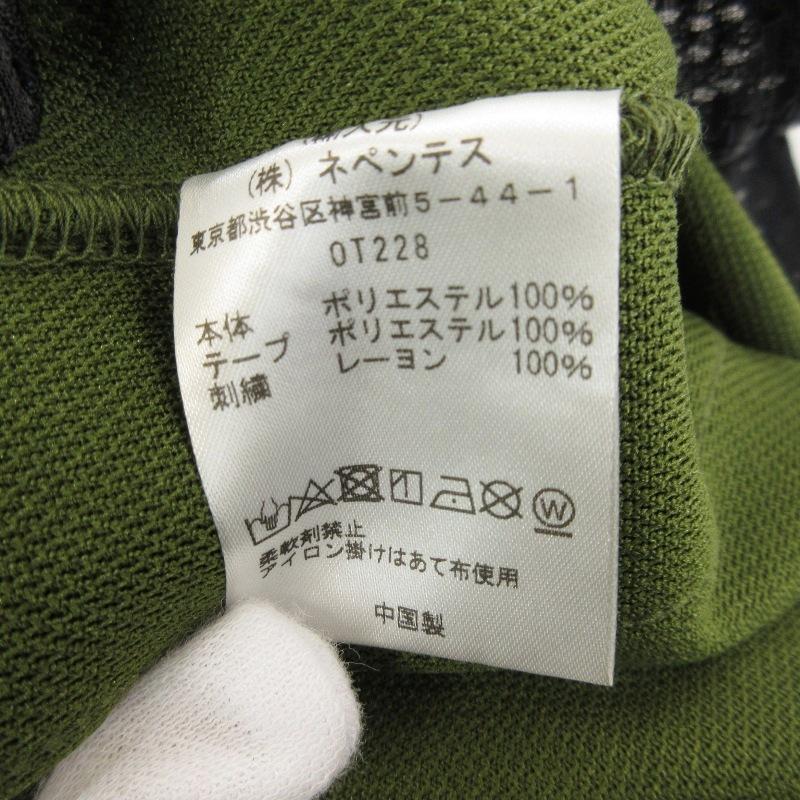 (輸入元)
(株) ネペンテス
東京都渋谷区神宮前5-44-1
OT228
本体 ポリエステル100%
テープ ポリエステル100%
刺繍 レーヨン 100%
W
柔軟剤禁止
アイロン掛けはあて布使用
中国製